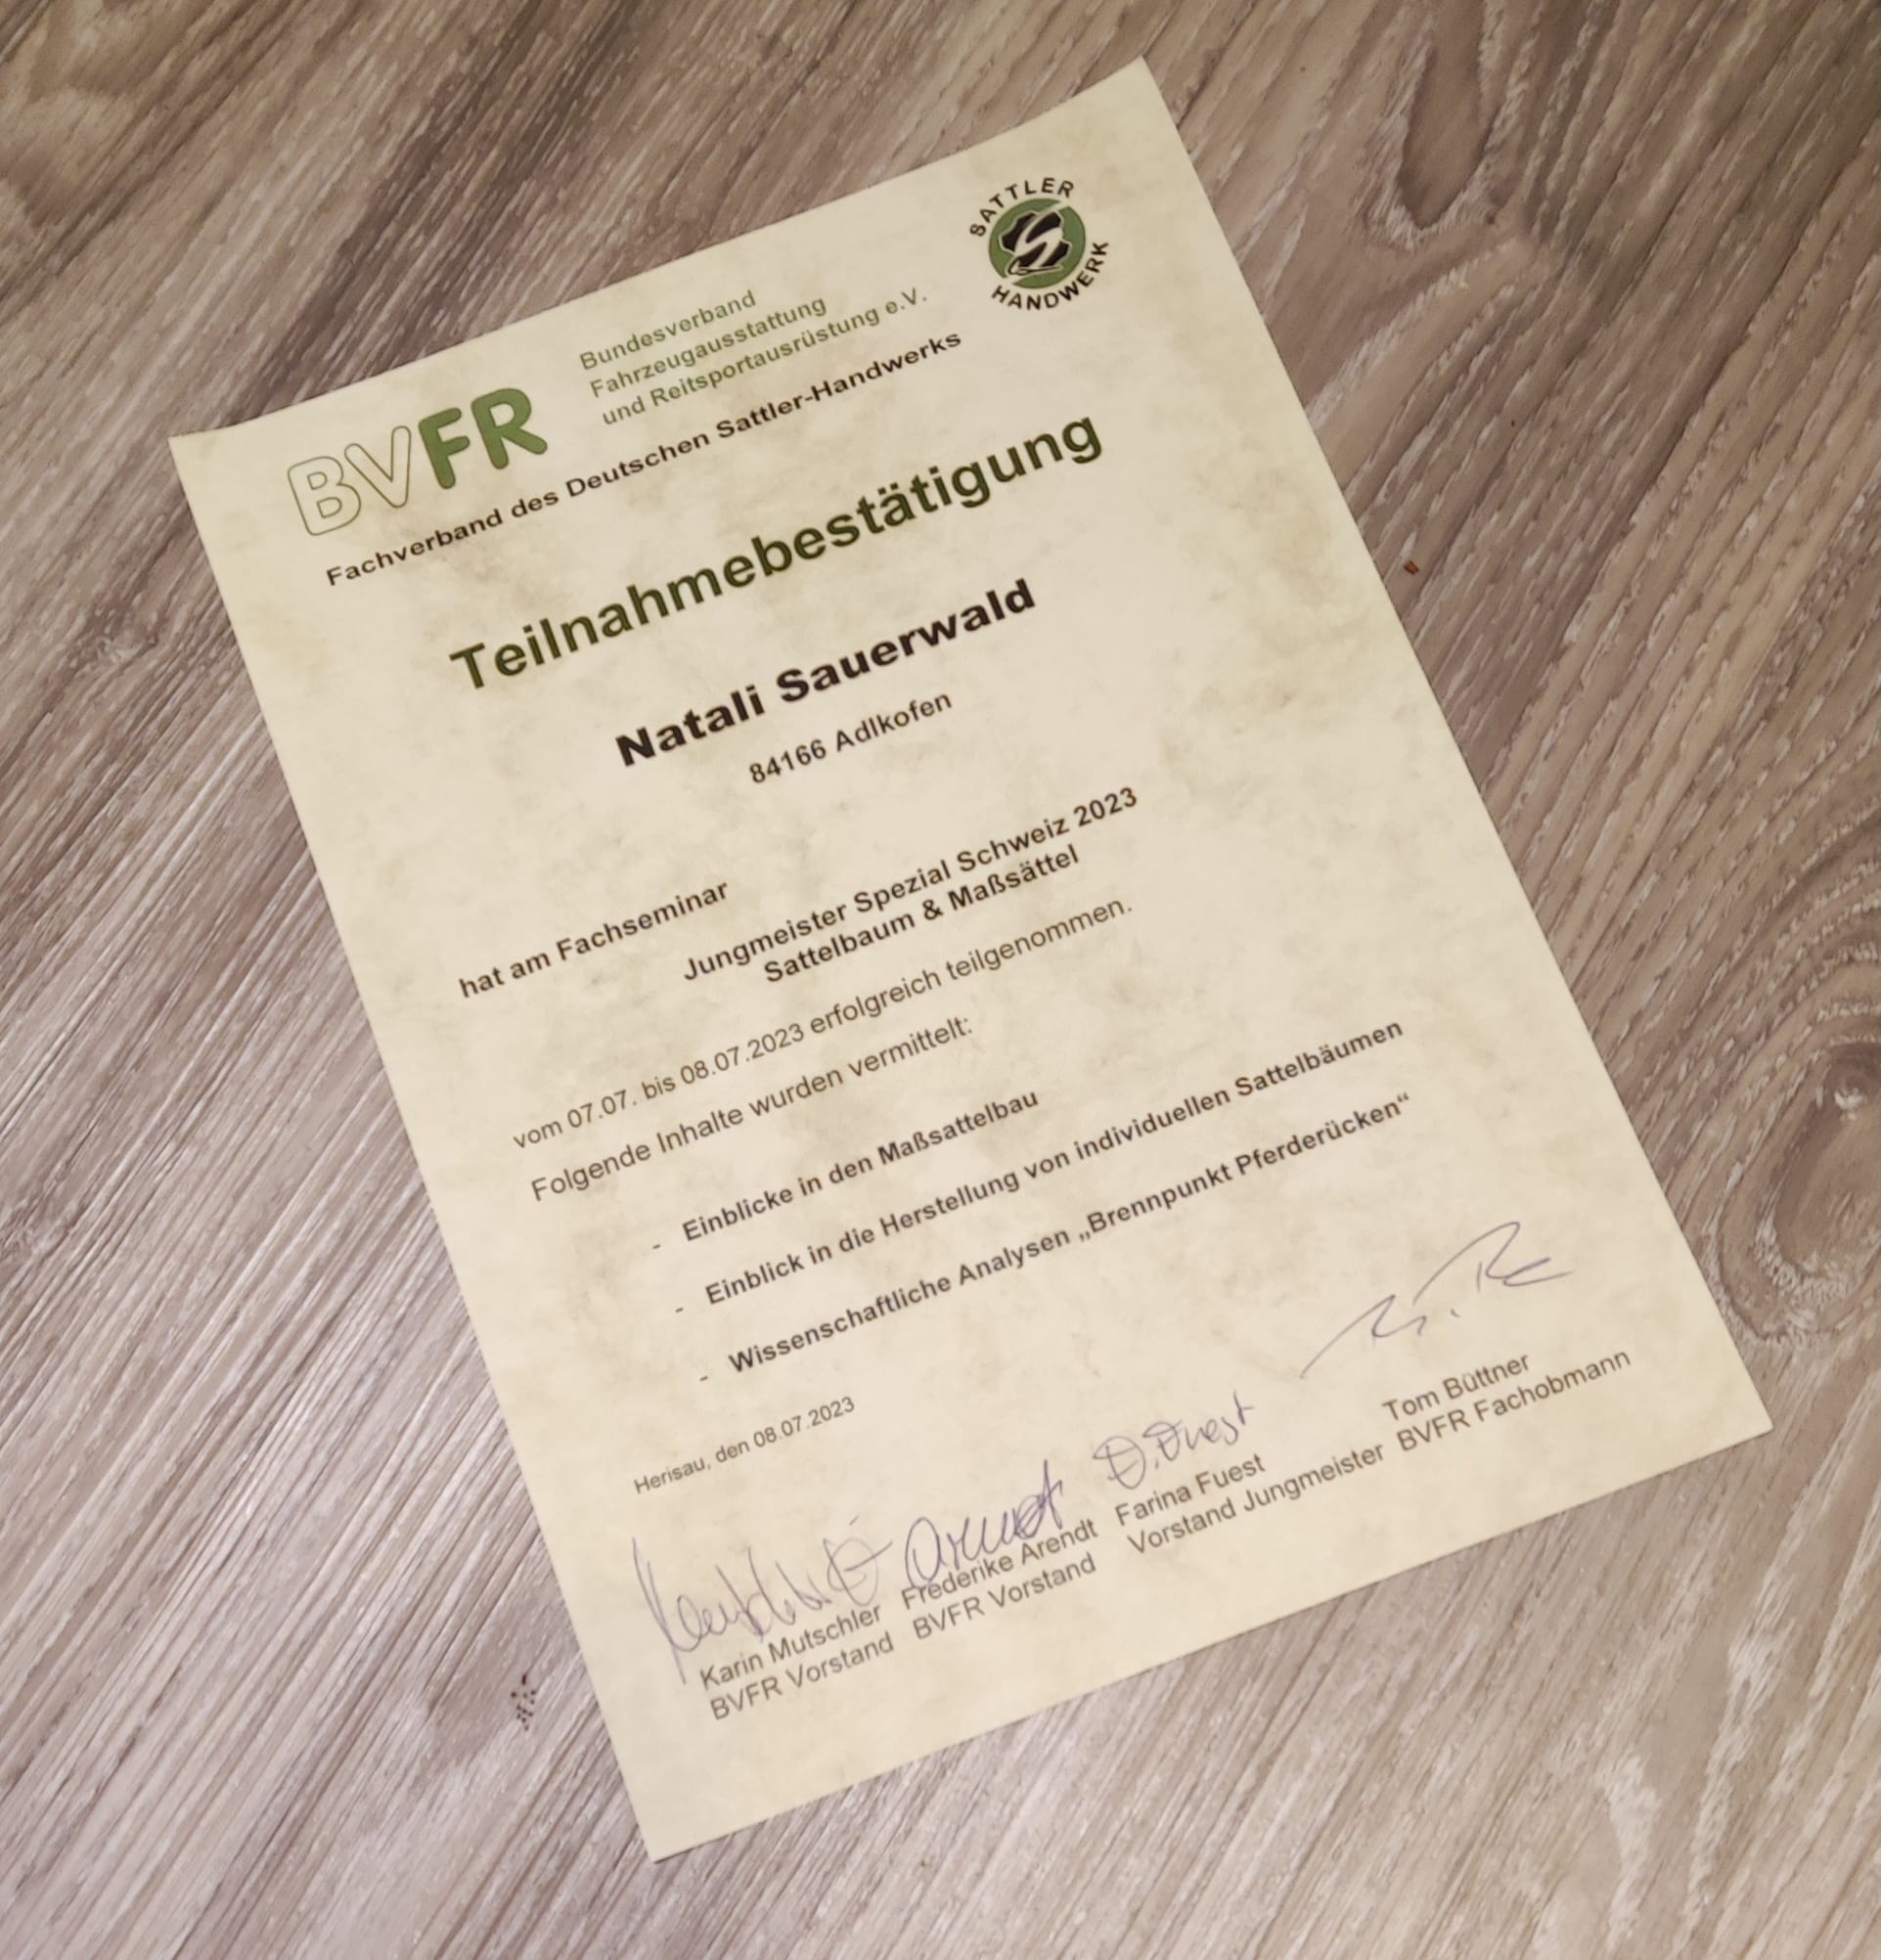 SATTLER
HANDWERK
BVFR
Bundesverband
Fahrzeugausstattung
und Reitsportausrüstung e.V.
Fachverband des Deutschen Sattler-Handwerks
Teilnahmebestätigung
Natali Sauerwald
84166 Adlkofen
hat am Fachseminar
Jungmeister Spezial Schweiz 2023
Sattelbaum & Maßsättel
vom 07.07. bis 08.07.2023 erfolgreich teilgenommen.
Folgende Inhalte wurden vermittelt:
- Einblicke in den Maßsattelbau
- Einblick in die Herstellung von individuellen Sattelbäumen
- Wissenschaftliche Analysen „Brennpunkt Pferderücken“
Herisau, den 08.07.2023
Karin Mutschler
BVFR Vorstand
Arendt
Frederike Arendt
BVFR Vorstand
Farina Fuest
Vorstand Jungmeister
Tom Büttner
BVFR Fachobmann